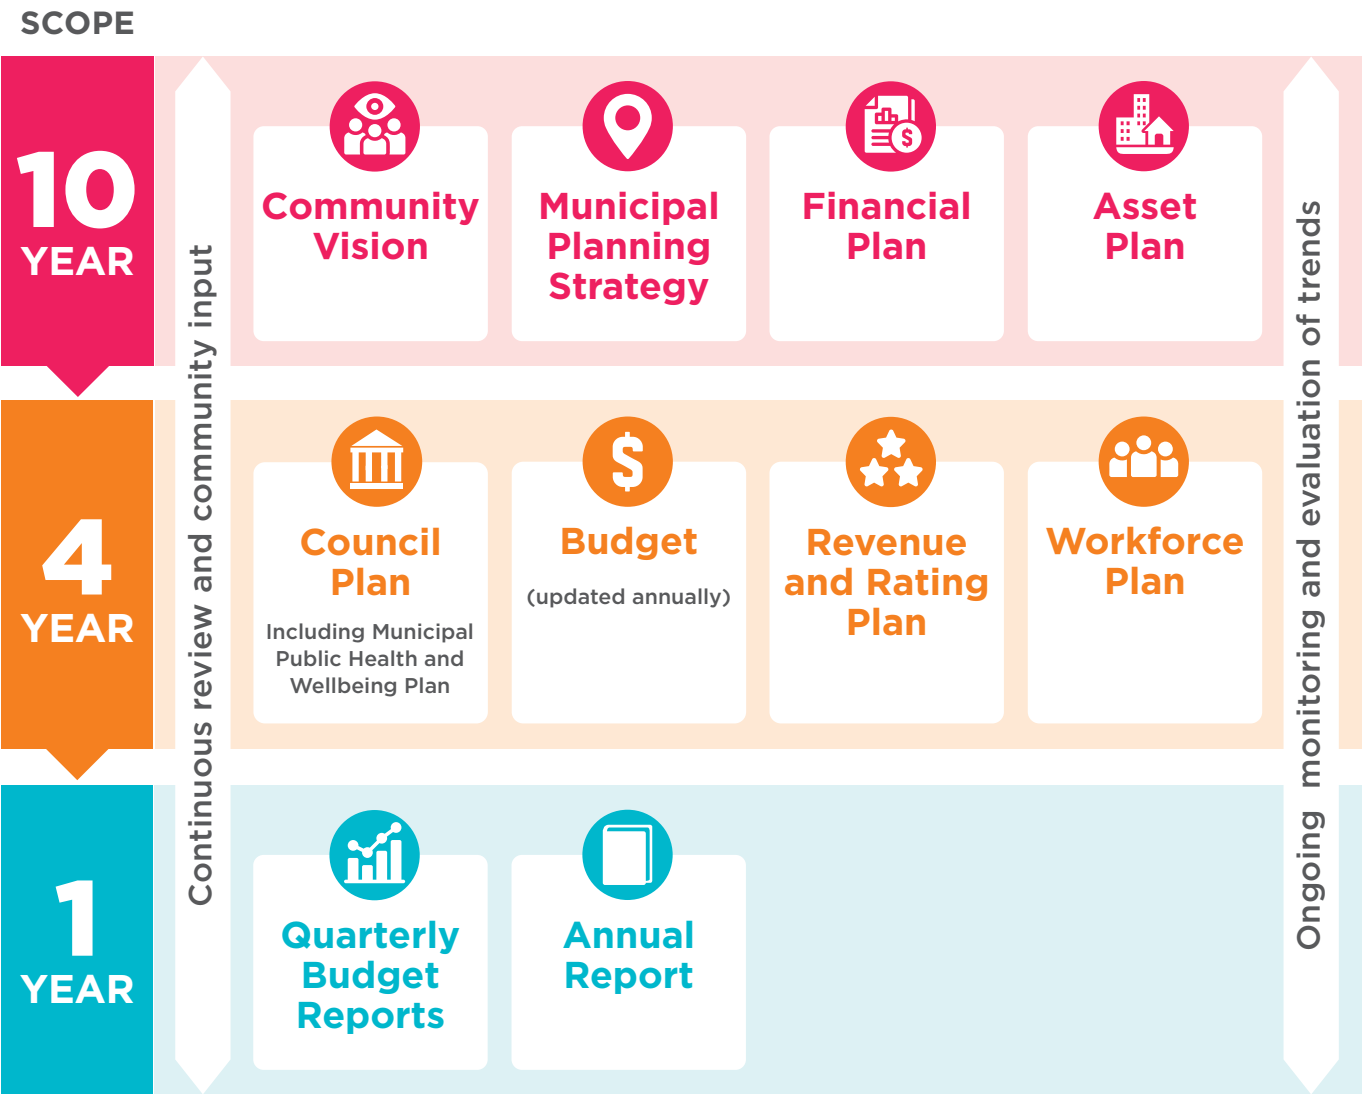 SCOPE
10
YEAR
Continuous review and community input
Community
Vision
Municipal
Planning
Strategy
Financial
Plan
Asset
Plan
Ongoing monitoring and evaluation of trends
4
YEAR
Council
Plan
Including Municipal
Public Health and
Wellbeing Plan
Budget
(updated annually)
Revenue
and Rating
Plan
Workforce
Plan
1
YEAR
Quarterly
Budget
Reports
Annual
Report